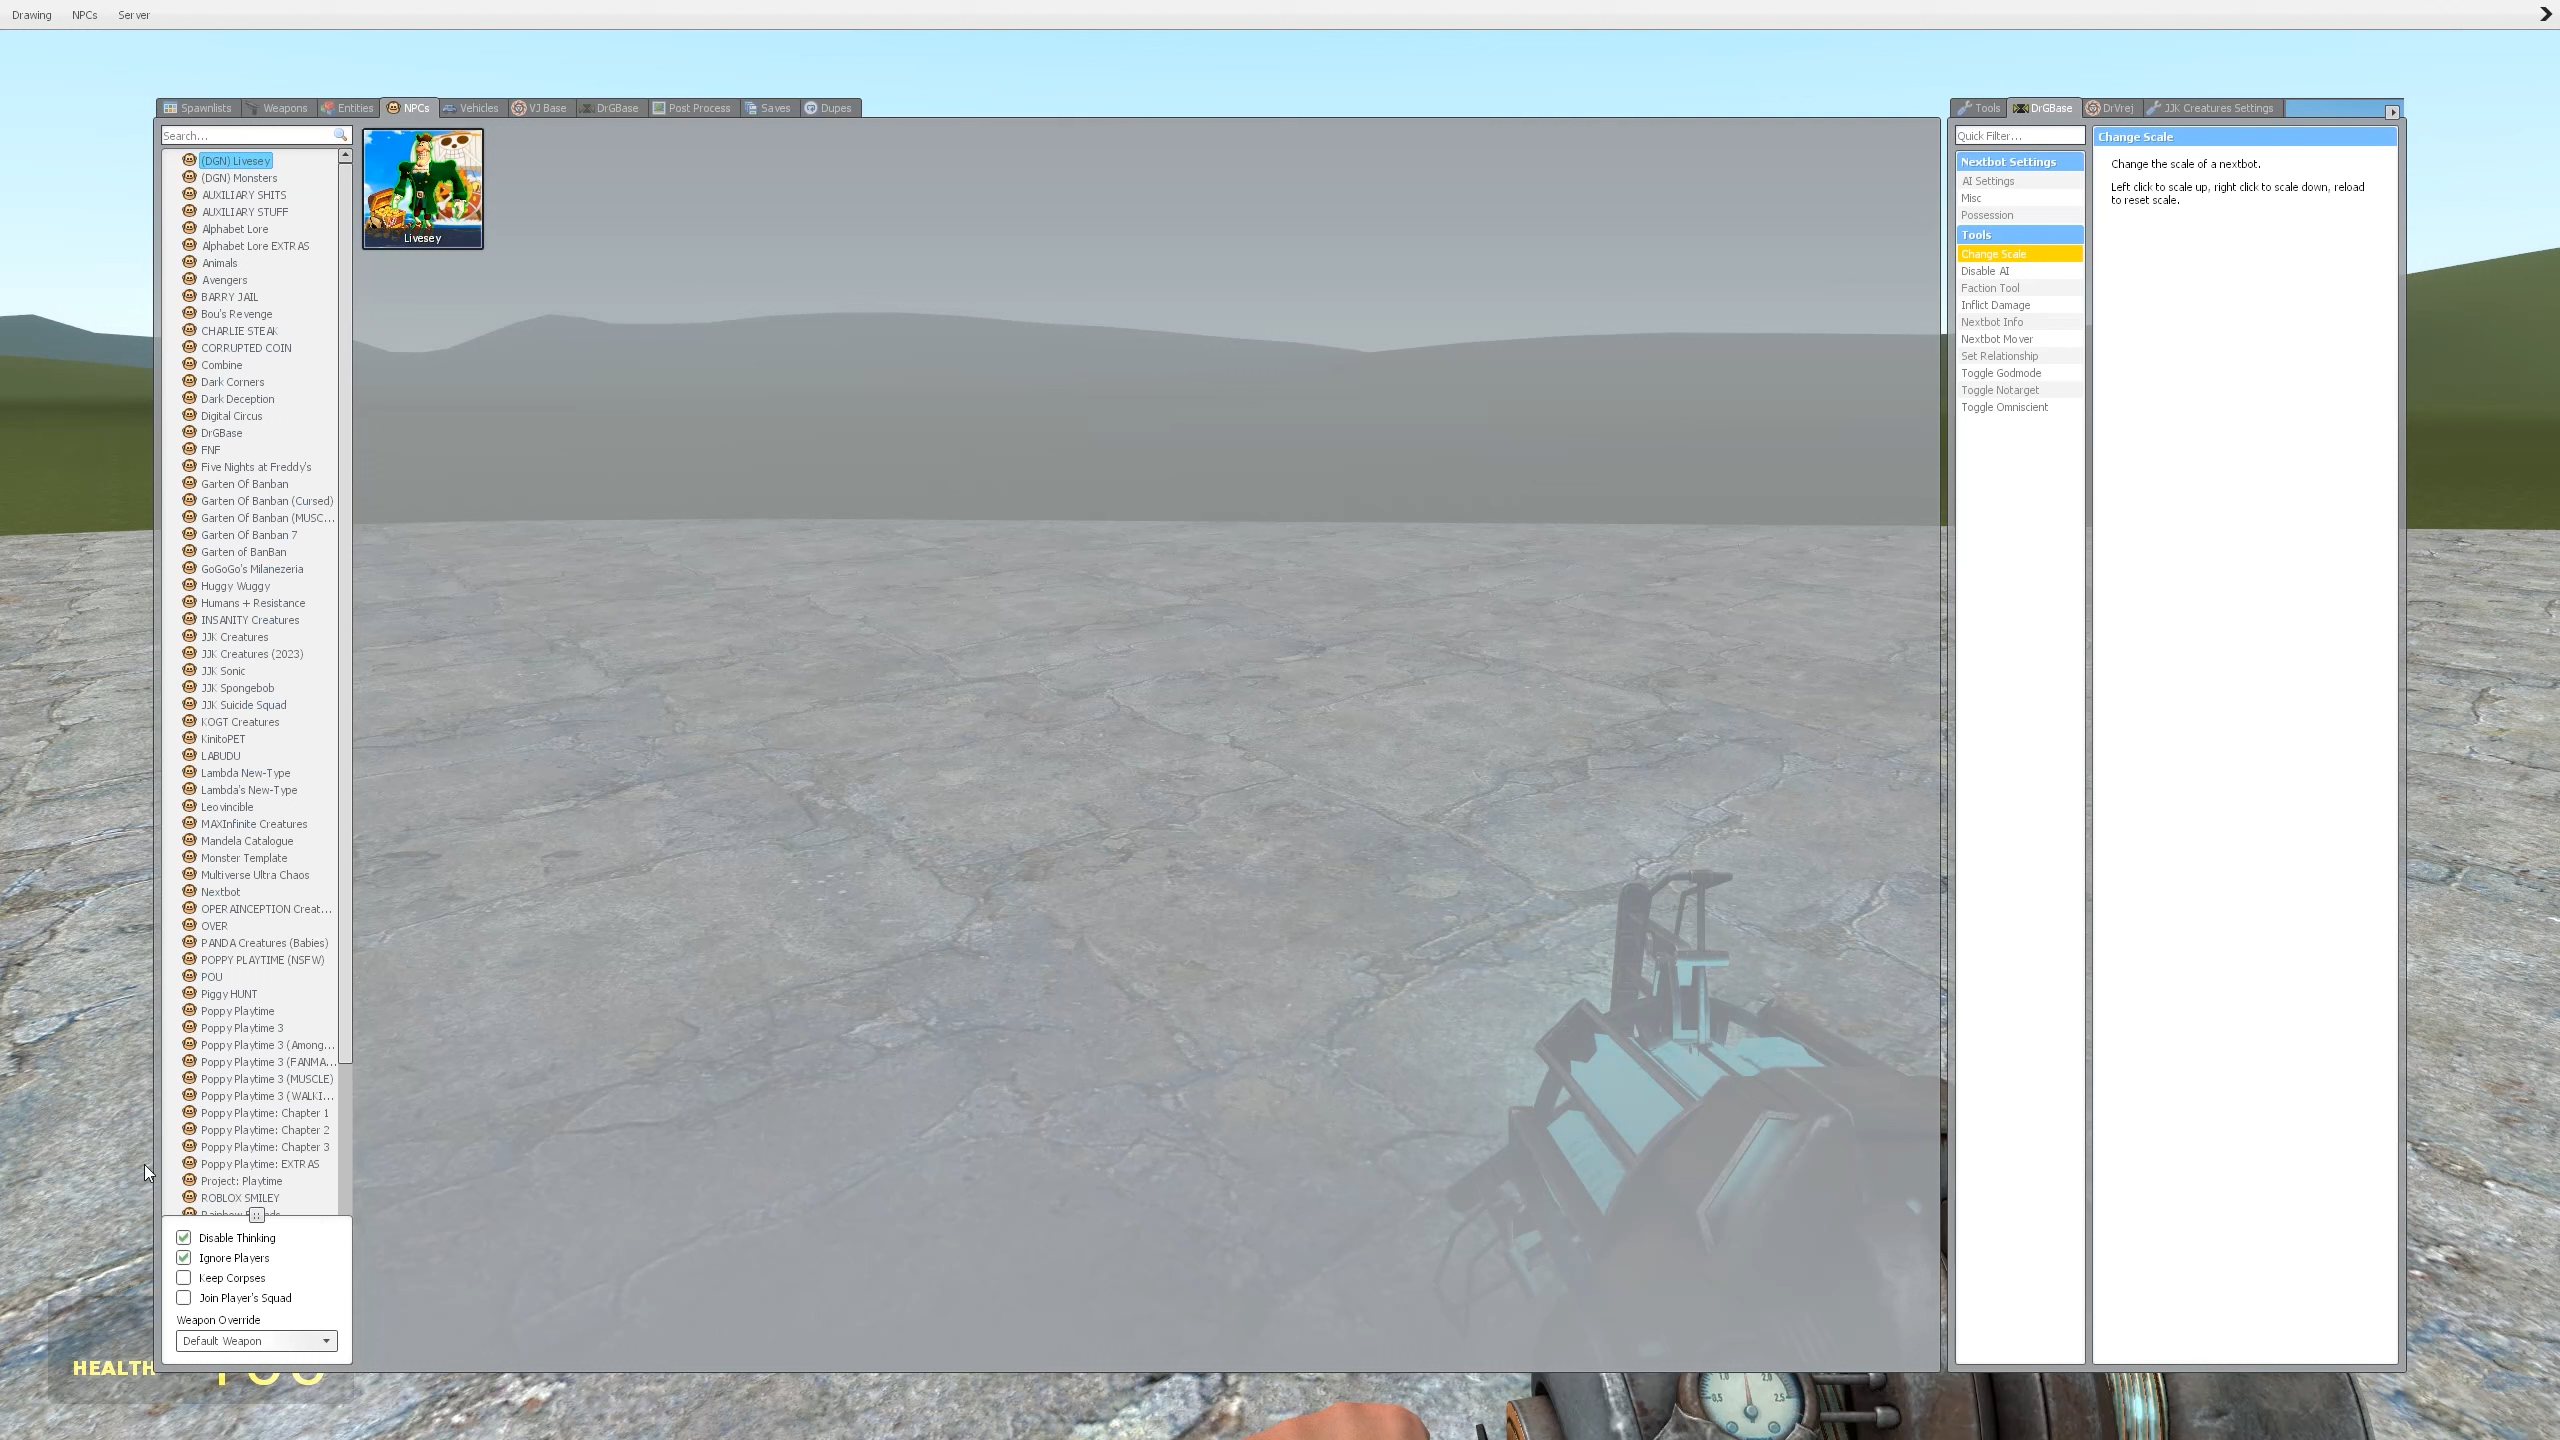 Drawing NPCs Server
Spawnlists Weapons Entities NPCs Vehicles VJ Base DrGBase Post Process Saves Dupes
Search...
(DGN) Livesey
(DGN) Monsters
AUXILIARY SHITS
AUXILIARY STUFF
Alphabet Lore
Alphabet Lore EXTRAS
Animals
Avengers
BARRY JAIL
Bou's Revenge
CHARLIE STEAK
CORRUPTED COIN
Combine
Dark Corners
Dark Deception
Digital Circus
DrGBase
FNF
Five Nights at Freddy's
Garten Of Banban
Garten Of Banban (Cursed)
Garten Of Banban (MUSC...
Garten Of Banban 7
Garten of BanBan
GoGoGo's Milanezeria
Huggy Wuggy
Humans + Resistance
INSANITY Creatures
JJK Creatures
JJK Creatures (2023)
JJK Sonic
JJK Spongebob
JJK Suicide Squad
KOGT Creatures
KinitoPET
LABUDU
Lambda New-Type
Lambda's New-Type
Leovincible
MAXInfinite Creatures
Mandela Catalogue
Monster Template
Multiverse Ultra Chaos
Nextbot
OPERAINCEPTION Creat...
OVER
PANDA Creatures (Babies)
POPPY PLAYTIME (NSFW)
POU
Piggy HUNT
Poppy Playtime
Poppy Playtime 3
Poppy Playtime 3 (Among...
Poppy Playtime 3 (FANMA...
Poppy Playtime 3 (MUSCLE)
Poppy Playtime 3 (WALKI...
Poppy Playtime: Chapter 1
Poppy Playtime: Chapter 2
Poppy Playtime: Chapter 3
Poppy Playtime: EXTRAS
Project: Playtime
ROBLOX SMILEY
Disable Thinking
Ignore Players
Keep Corpses
Join Player's Squad
Weapon Override
Default Weapon
HEALTH
Livesey
Tools DrGBase DrVrej JJK Creatures Settings
Quick Filter...
Nextbot Settings
AI Settings
Misc
Possession
Tools
Change Scale
Disable AI
Faction Tool
Inflict Damage
Nextbot Info
Nextbot Mover
Set Relationship
Toggle Godmode
Toggle Notarget
Toggle Omniscient
Change Scale
Change the scale of a nextbot.
Left click to scale up, right click to scale down, reload
to reset scale.